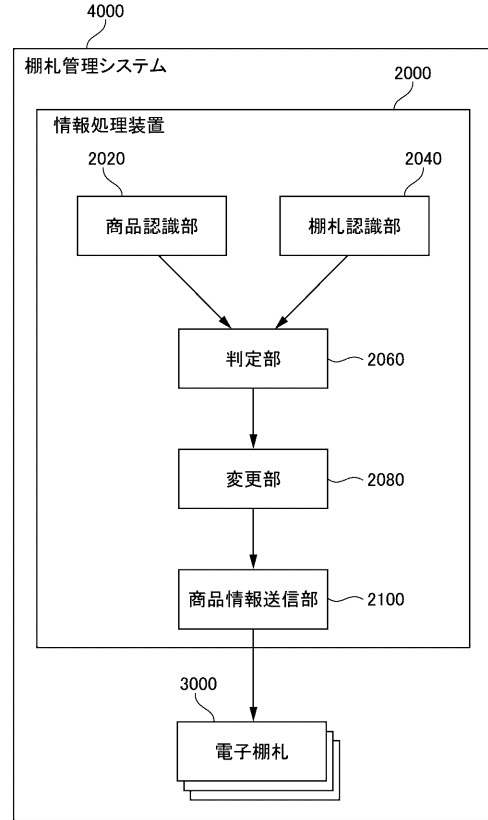 4000
棚札管理システム
2000
情報処理装置
2020
2040
商品認識部
棚札認識部
判定部
2060
変更部
2080
商品情報送信部
2100
3000
電子棚札